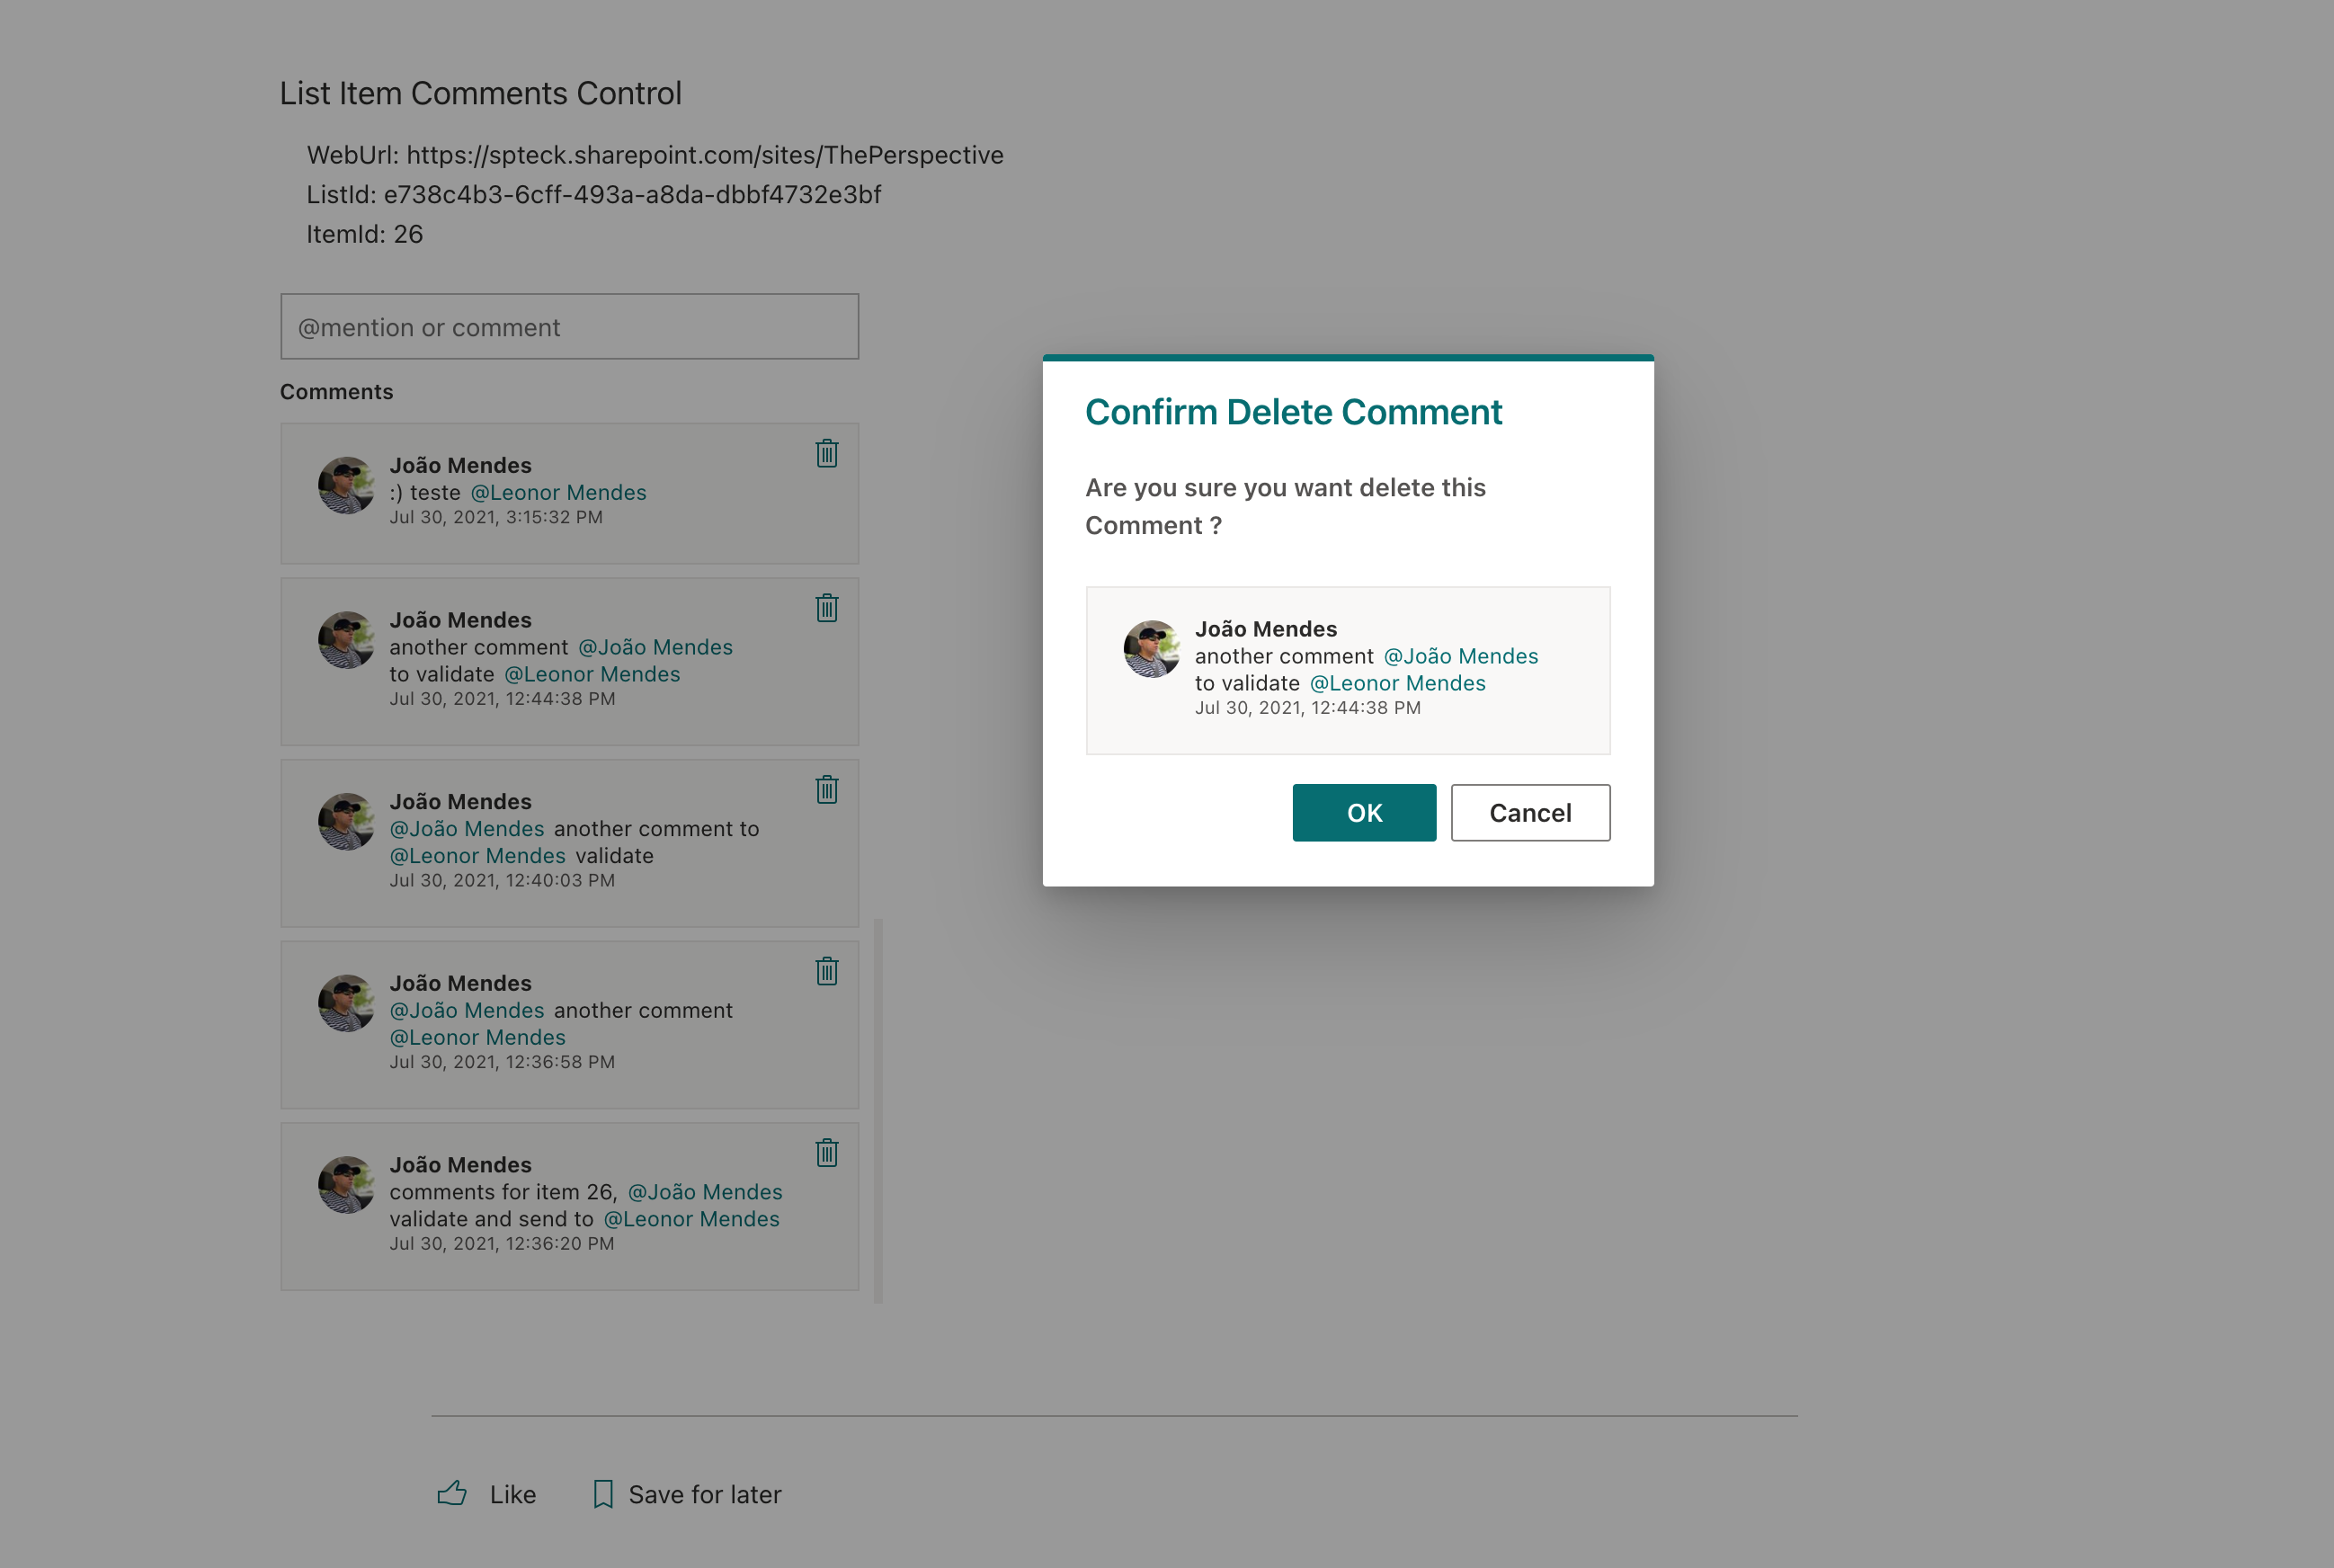 List Item Comments Control
WebUrl: https://spteck.sharepoint.com/sites/ThePerspective
ListId: e738c4b3-6cff-493a-a8da-dbbf4732e3bf
ItemId: 26
@mention or comment
Comments
João Mendes
:) teste @Leonor Mendes
Jul 30, 2021, 3:15:32 PM
João Mendes
another comment @João Mendes
to validate @Leonor Mendes
Jul 30, 2021, 12:44:38 PM
João Mendes
@João Mendes another comment to
@Leonor Mendes validate
Jul 30, 2021, 12:40:03 PM
João Mendes
@João Mendes another comment
@Leonor Mendes
Jul 30, 2021, 12:36:58 PM
João Mendes
comments for item 26, @João Mendes
validate and send to @Leonor Mendes
Jul 30, 2021, 12:36:20 PM
Confirm Delete Comment
Are you sure you want delete this
Comment ?
João Mendes
another comment @João Mendes
to validate @Leonor Mendes
Jul 30, 2021, 12:44:38 PM
OK
Cancel
Like
Save for later